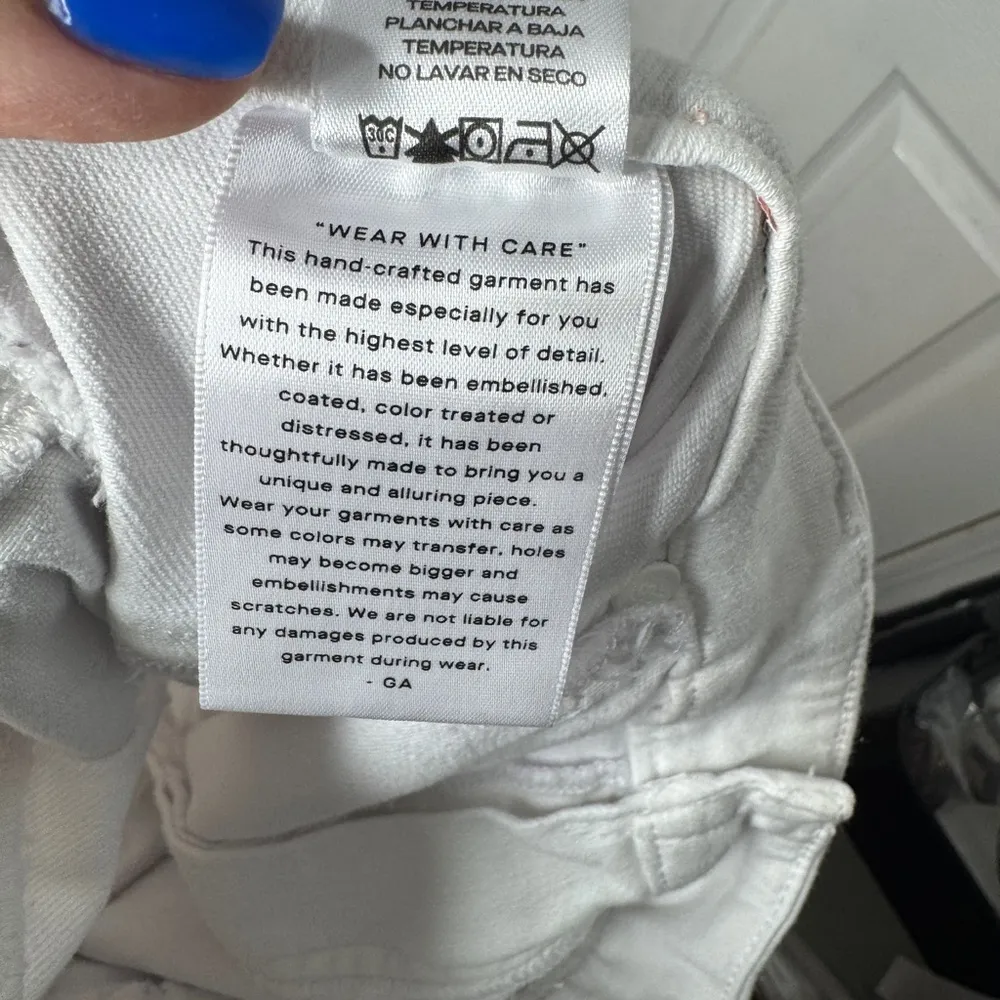 TEMPERATURA
PLANCHAR A BAJA
TEMPERATURA
NO LAVAR EN SECO
30C
"WEAR WITH CARE"
This hand-crafted garment has
been made especially for you
with the highest level of detail.
Whether it has been embellished,
coated, color treated or
distressed, it has been
thoughtfully made to bring you a
unique and alluring piece.
Wear your garments with care as
some colors may transfer, holes
may become bigger and
embellishments may cause
scratches. We are not liable for
any damages produced by this
garment during wear.
- GA